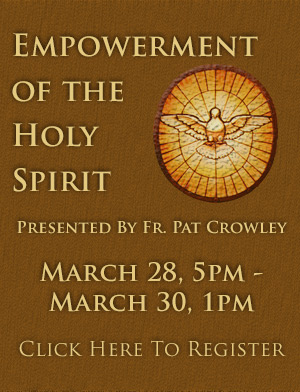 Empowerment
of the
Holy
Spirit
Presented By Fr. Pat Crowley
March 28, 5pm -
March 30, 1pm
Click Here To Register